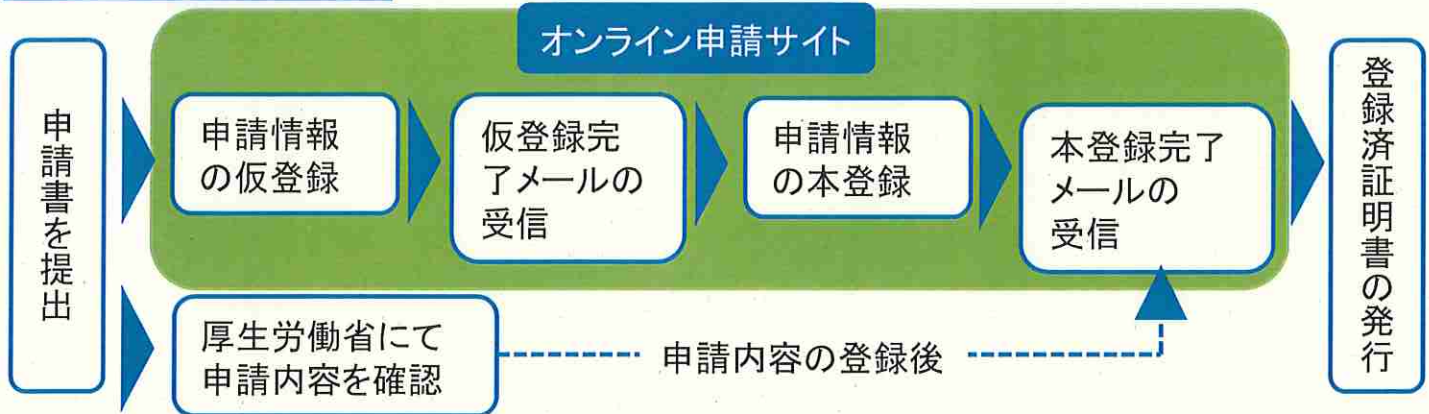 オンライン申請サイト
申請書を提出
申請情報
の仮登録
仮登録完
了メールの
受信
申請情報
の本登録
本登録完了
メールの
受信
登録済証明書の発行
厚生労働省にて
申請内容を確認
申請内容の登録後